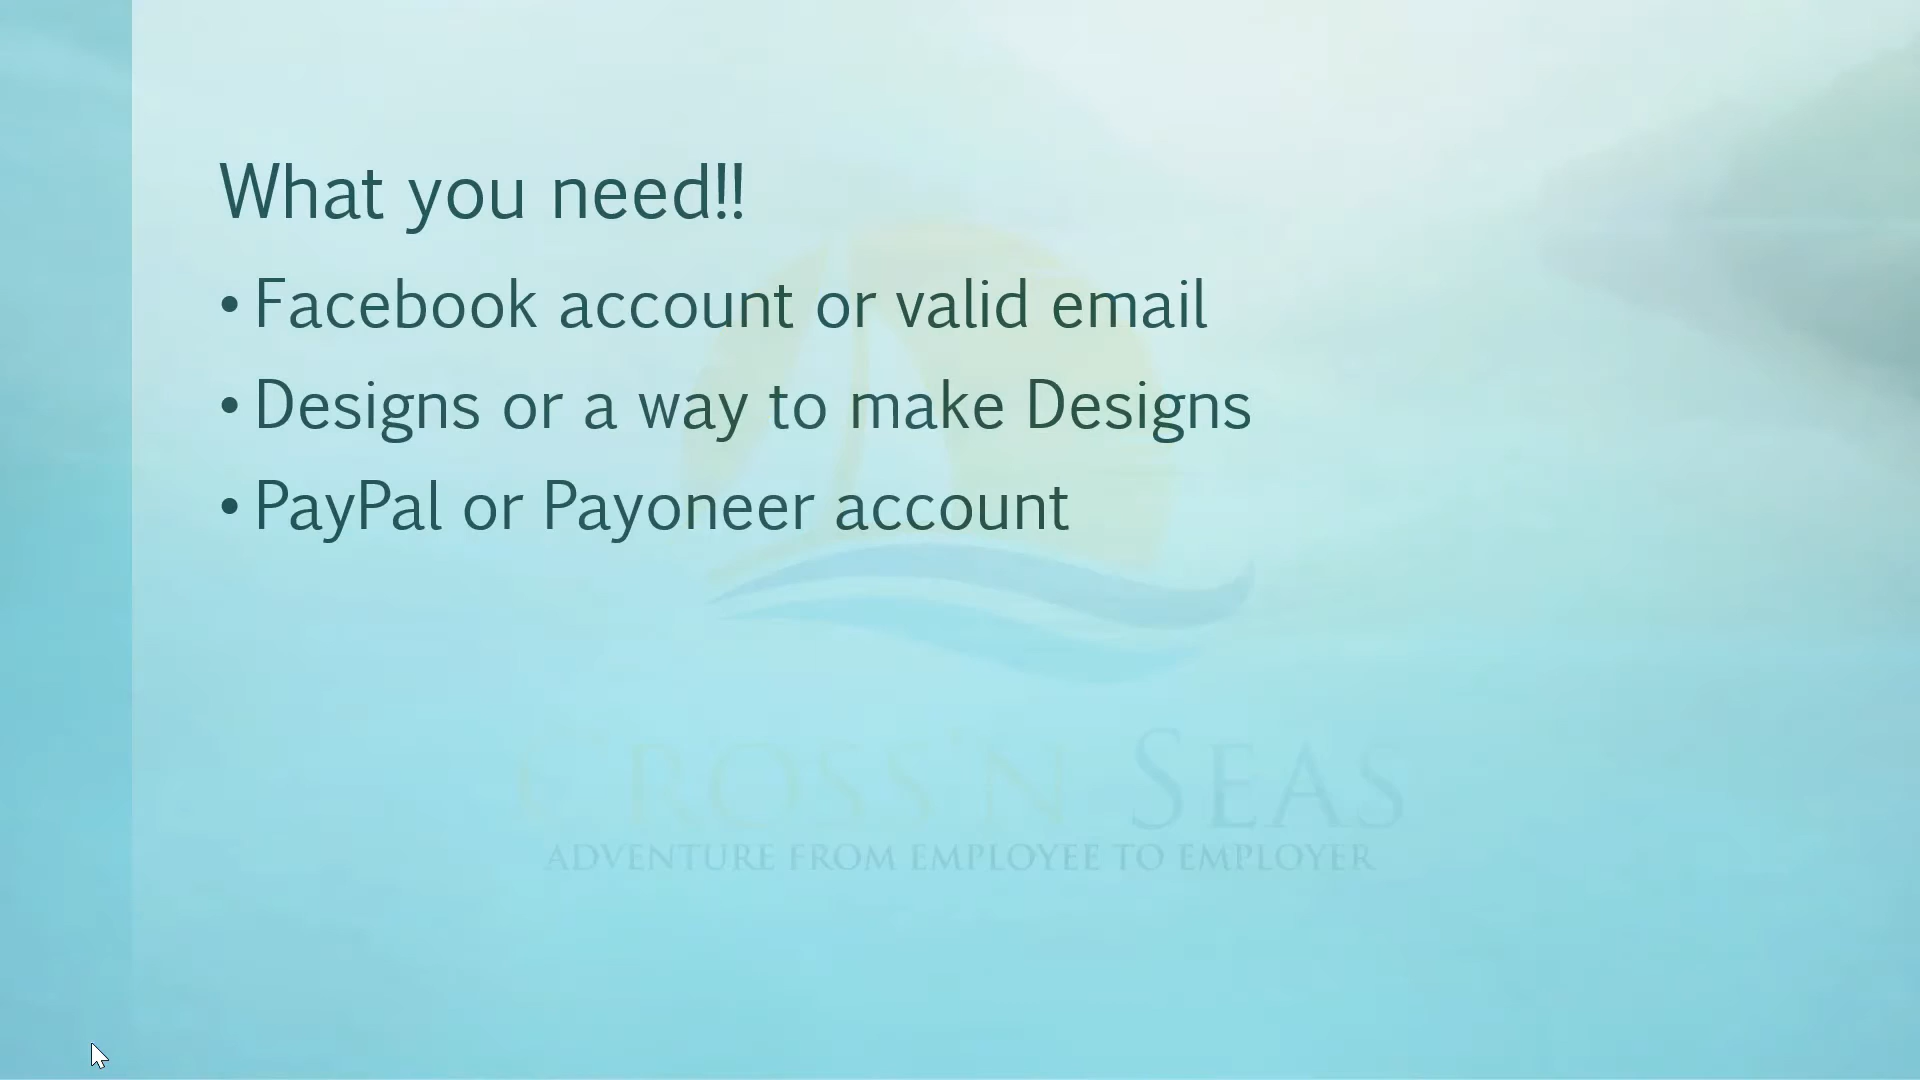 What you need!!
• Facebook account or valid email
• Designs or a way to make Designs
• PayPal or Payoneer account
CROSS'N SEAS
ADVENTURE FROM EMPLOYEE TO EMPLOYER